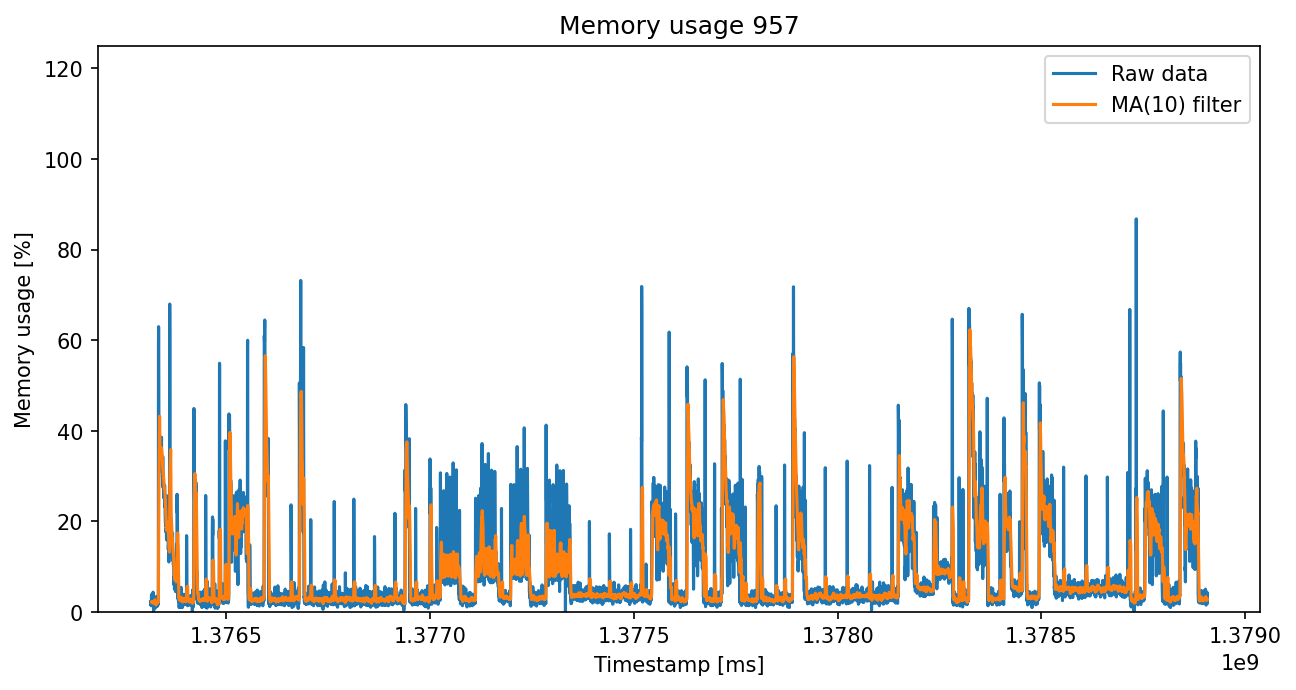 Memory usage 957
Raw data
MA(10) filter
Memory usage [%]
120
100
80
60
40
20
0
1.3765 1.3770 1.3775 1.3780 1.3785 1.3790
1e9
Timestamp [ms]